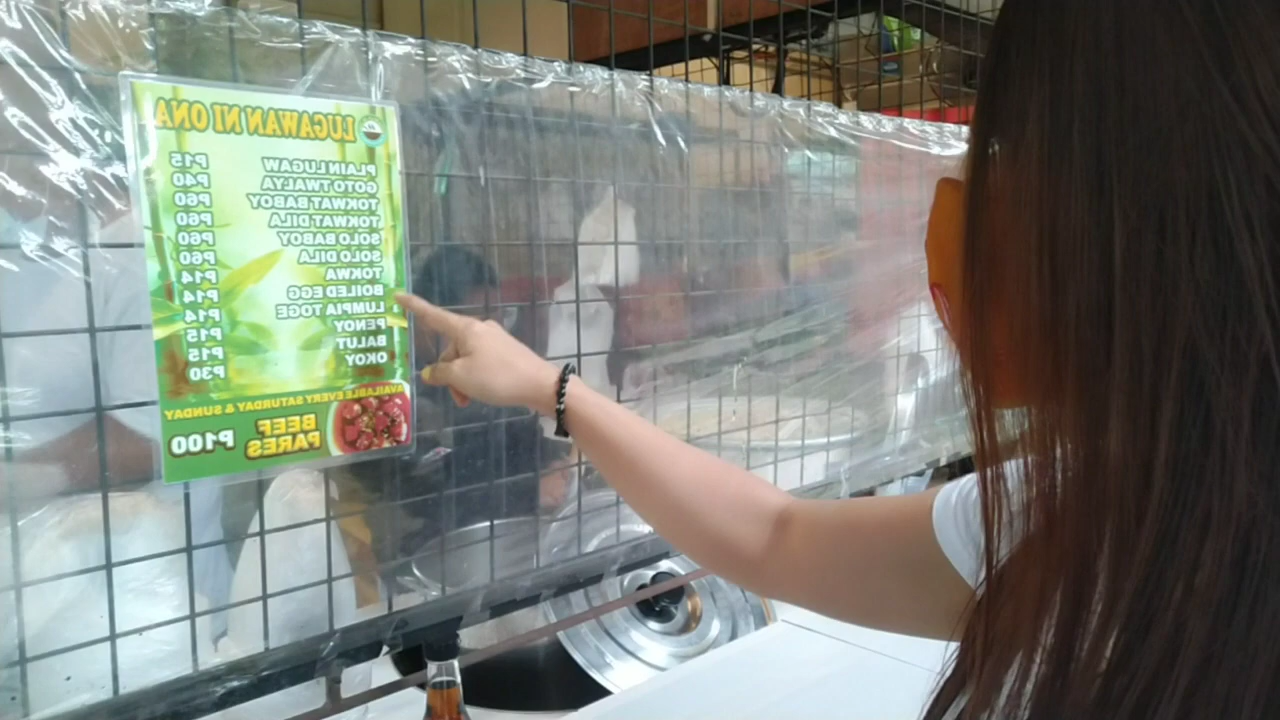 LUGAWAN NI ONA
PLAIN LUGAW P15
GOTO TWALYA P40
TOKWAT BABOY P60
TOKWAT DILA P60
SOLO BABOY P60
SOLO DILA P60
TOKWA P14
BOILED EGG P14
LUMPIA TOGE P14
PENOY P15
BALUT P15
OKOY P30
AVAILABLE EVERY SATURDAY & SUNDAY
BEEF
PARES P100